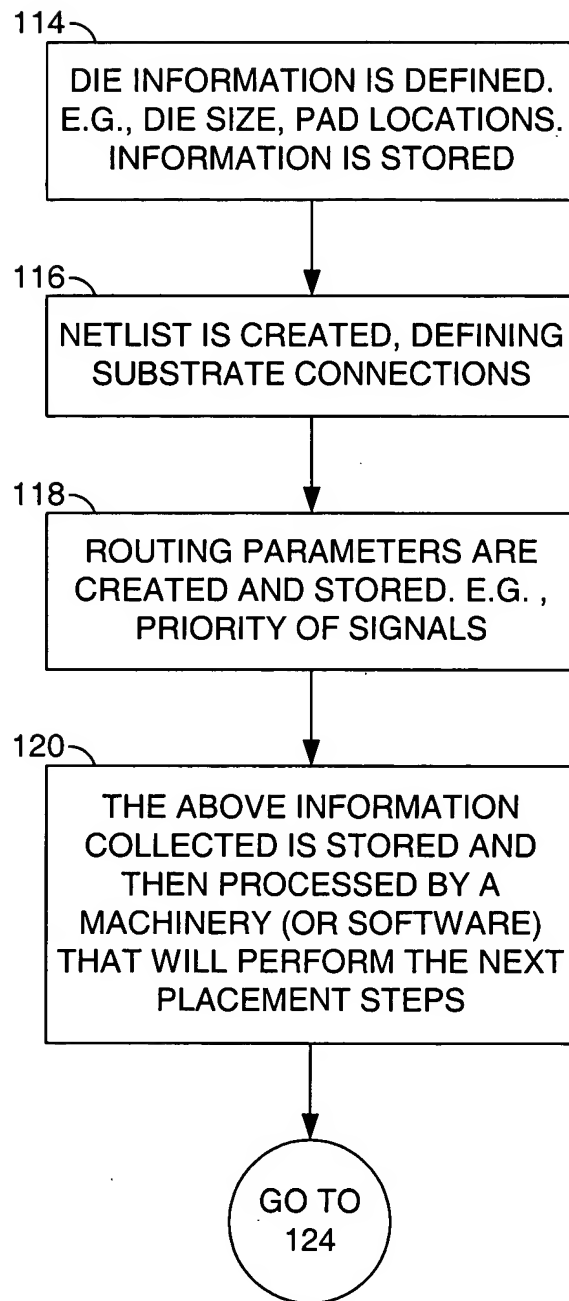 114
DIE INFORMATION IS DEFINED.
E.G., DIE SIZE, PAD LOCATIONS.
INFORMATION IS STORED
116
NETLIST IS CREATED, DEFINING
SUBSTRATE CONNECTIONS
118
ROUTING PARAMETERS ARE
CREATED AND STORED. E.G. ,
PRIORITY OF SIGNALS
120
THE ABOVE INFORMATION
COLLECTED IS STORED AND
THEN PROCESSED BY A
MACHINERY (OR SOFTWARE)
THAT WILL PERFORM THE NEXT
PLACEMENT STEPS
GO TO
124